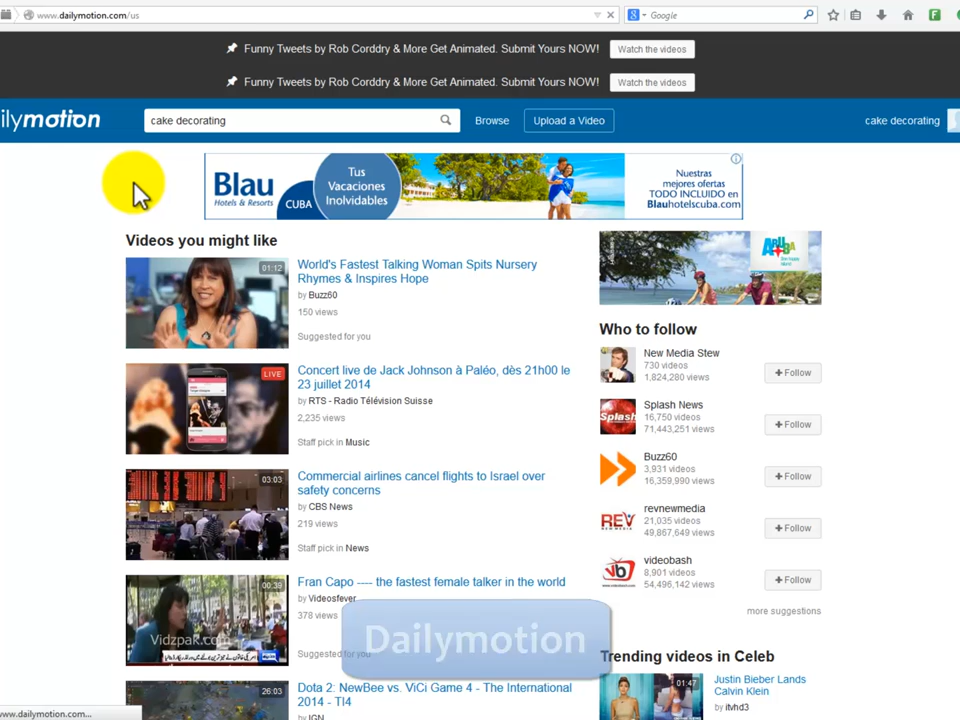 www.dailymotion.com/us
Google
Funny Tweets by Rob Corddry & More Get Animated. Submit Yours NOW!
Watch the videos
Funny Tweets by Rob Corddry & More Get Animated. Submit Yours NOW!
Watch the videos
ilymotion
cake decorating
Browse
Upload a Video
cake decorating
Blau
Hotels & Resorts
CUBA
Tus
Vacaciones
Inolvidables
Nuestras
mejores ofertas
TODO INCLUIDO en
Blauhotelscuba.com
Videos you might like
01:12
World's Fastest Talking Woman Spits Nursery
Rhymes & Inspires Hope
by Buzz60
150 views
Suggested for you
LIVE
Concert live de Jack Johnson à Paléo, dès 21h00 le
23 juillet 2014
by RTS - Radio Télévision Suisse
2,235 views
Staff pick in Music
03:03
Commercial airlines cancel flights to Israel over
safety concerns
by CBS News
219 views
Staff pick in News
00:39
Vidzpak.com
Fran Capo ---- the fastest female talker in the world
by Videosfever
378 views
Suggested for you
Dailymotion
26:03
Dota 2: NewBee vs. ViCi Game 4 - The International
2014 - TI4
by IGN
ARUBA
Who to follow
New Media Stew
730 videos
1,824,280 views
+ Follow
Splash
Splash News
16,750 videos
71,443,251 views
+ Follow
Buzz60
3,931 videos
16,359,990 views
+ Follow
REV
revnewmedia
21,035 videos
49,867,649 views
+ Follow
vb
videobash
8,901 videos
54,496,142 views
+ Follow
more suggestions
Trending videos in Celeb
01:47
Justin Bieber Lands
Calvin Klein
by itvhd3
www.dailymotion.com...